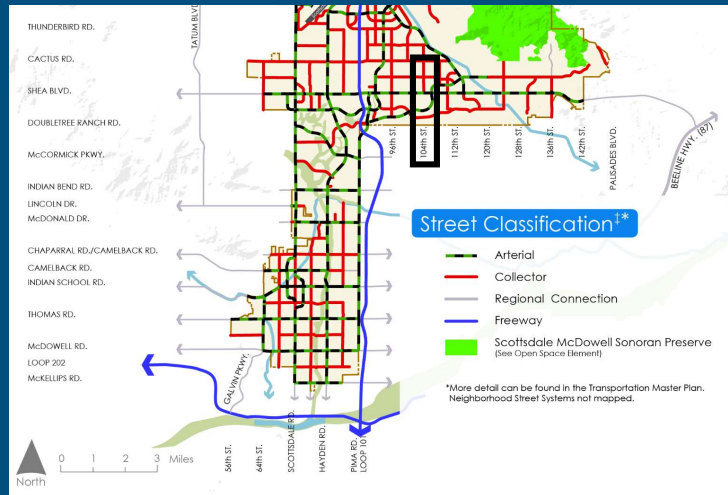 THUNDERBIRD RD.
TATUM BLVD.
CACTUS RD.
SHEA BLVD.
DOUBLETREE RANCH RD.
McCORMICK PKWY.
INDIAN BEND RD.
LINCOLN DR.
McDONALD DR.
CHAPARRAL RD./CAMELBACK RD.
CAMELBACK RD.
INDIAN SCHOOL RD.
THOMAS RD.
McDOWELL RD.
LOOP 202
McKELLIPS RD.
96th ST.
104th ST.
112th ST.
120th ST.
128th ST.
136th ST.
142th ST.
PALISADES BLVD.
BEELINE HWY. (87)
Street Classification‡*
Arterial
Collector
Regional Connection
Freeway
Scottsdale McDowell Sonoran Preserve
(See Open Space Element)
*More detail can be found in the Transportation Master Plan.
Neighborhood Street Systems not mapped.
GALVIN PKWY.
56th ST.
64th ST.
SCOTTSDALE RD.
HAYDEN RD.
PIMA RD.
LOOP 101
North
0 1 2 3 Miles